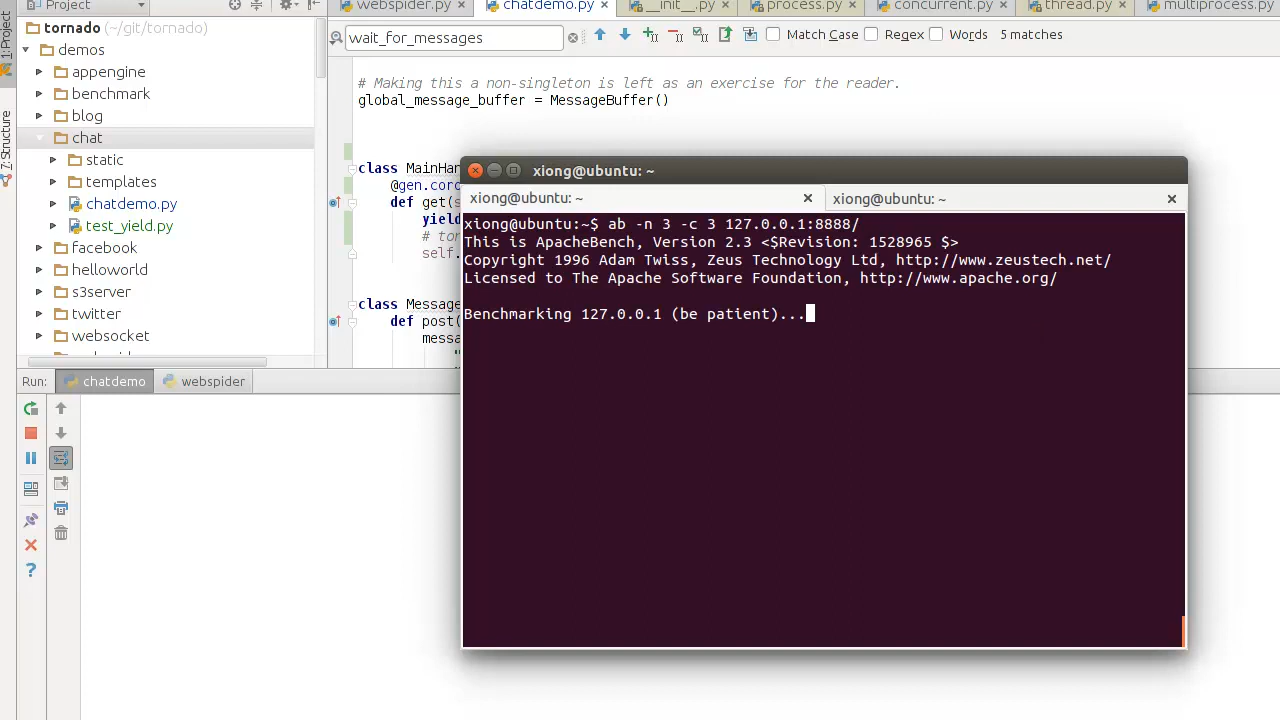 1: Project
7: Structure
Project
tornado (~/git/tornado)
demos
appengine
benchmark
blog
chat
static
templates
chatdemo.py
test_yield.py
facebook
helloworld
s3server
twitter
websocket
webspider.py
chatdemo.py
__init__.py
process.py
concurrent.py
thread.py
multiprocess.py
wait_for_messages
Match Case
Regex
Words
5 matches
# Making this a non-singleton is left as an exercise for the reader.
global_message_buffer = MessageBuffer()
class MainHan
@gen.coro
def get(s
yield
# tor
self.
class Message
def post(
messa
"
xiong@ubuntu: ~
xiong@ubuntu: ~
xiong@ubuntu: ~
xiong@ubuntu:~$ ab -n 3 -c 3 127.0.0.1:8888/
This is ApacheBench, Version 2.3 <$Revision: 1528965 $>
Copyright 1996 Adam Twiss, Zeus Technology Ltd, http://www.zeustech.net/
Licensed to The Apache Software Foundation, http://www.apache.org/
Benchmarking 127.0.0.1 (be patient)...
Run:
chatdemo
webspider